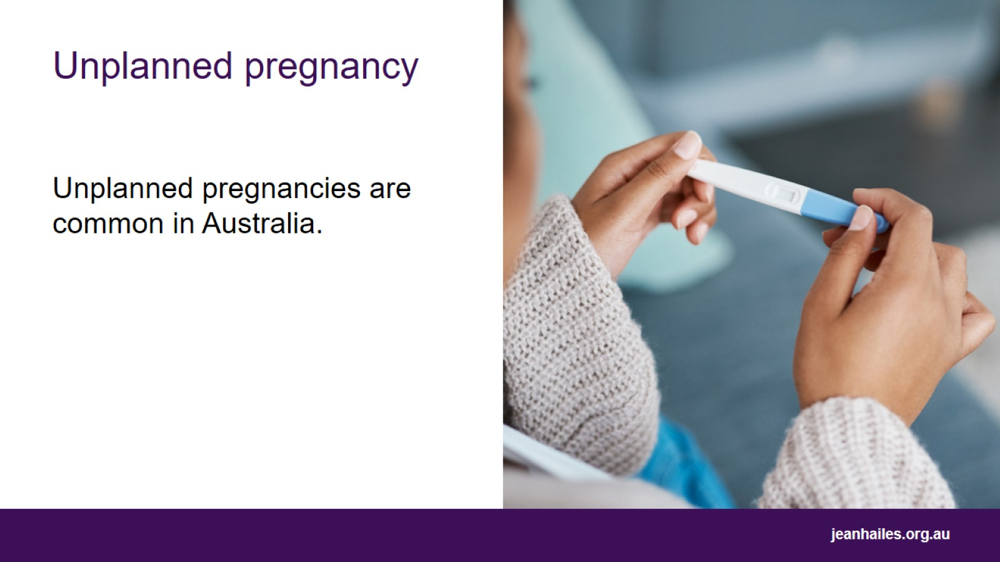 Unplanned pregnancy
Unplanned pregnancies are
common in Australia.
jeanhailes.org.au